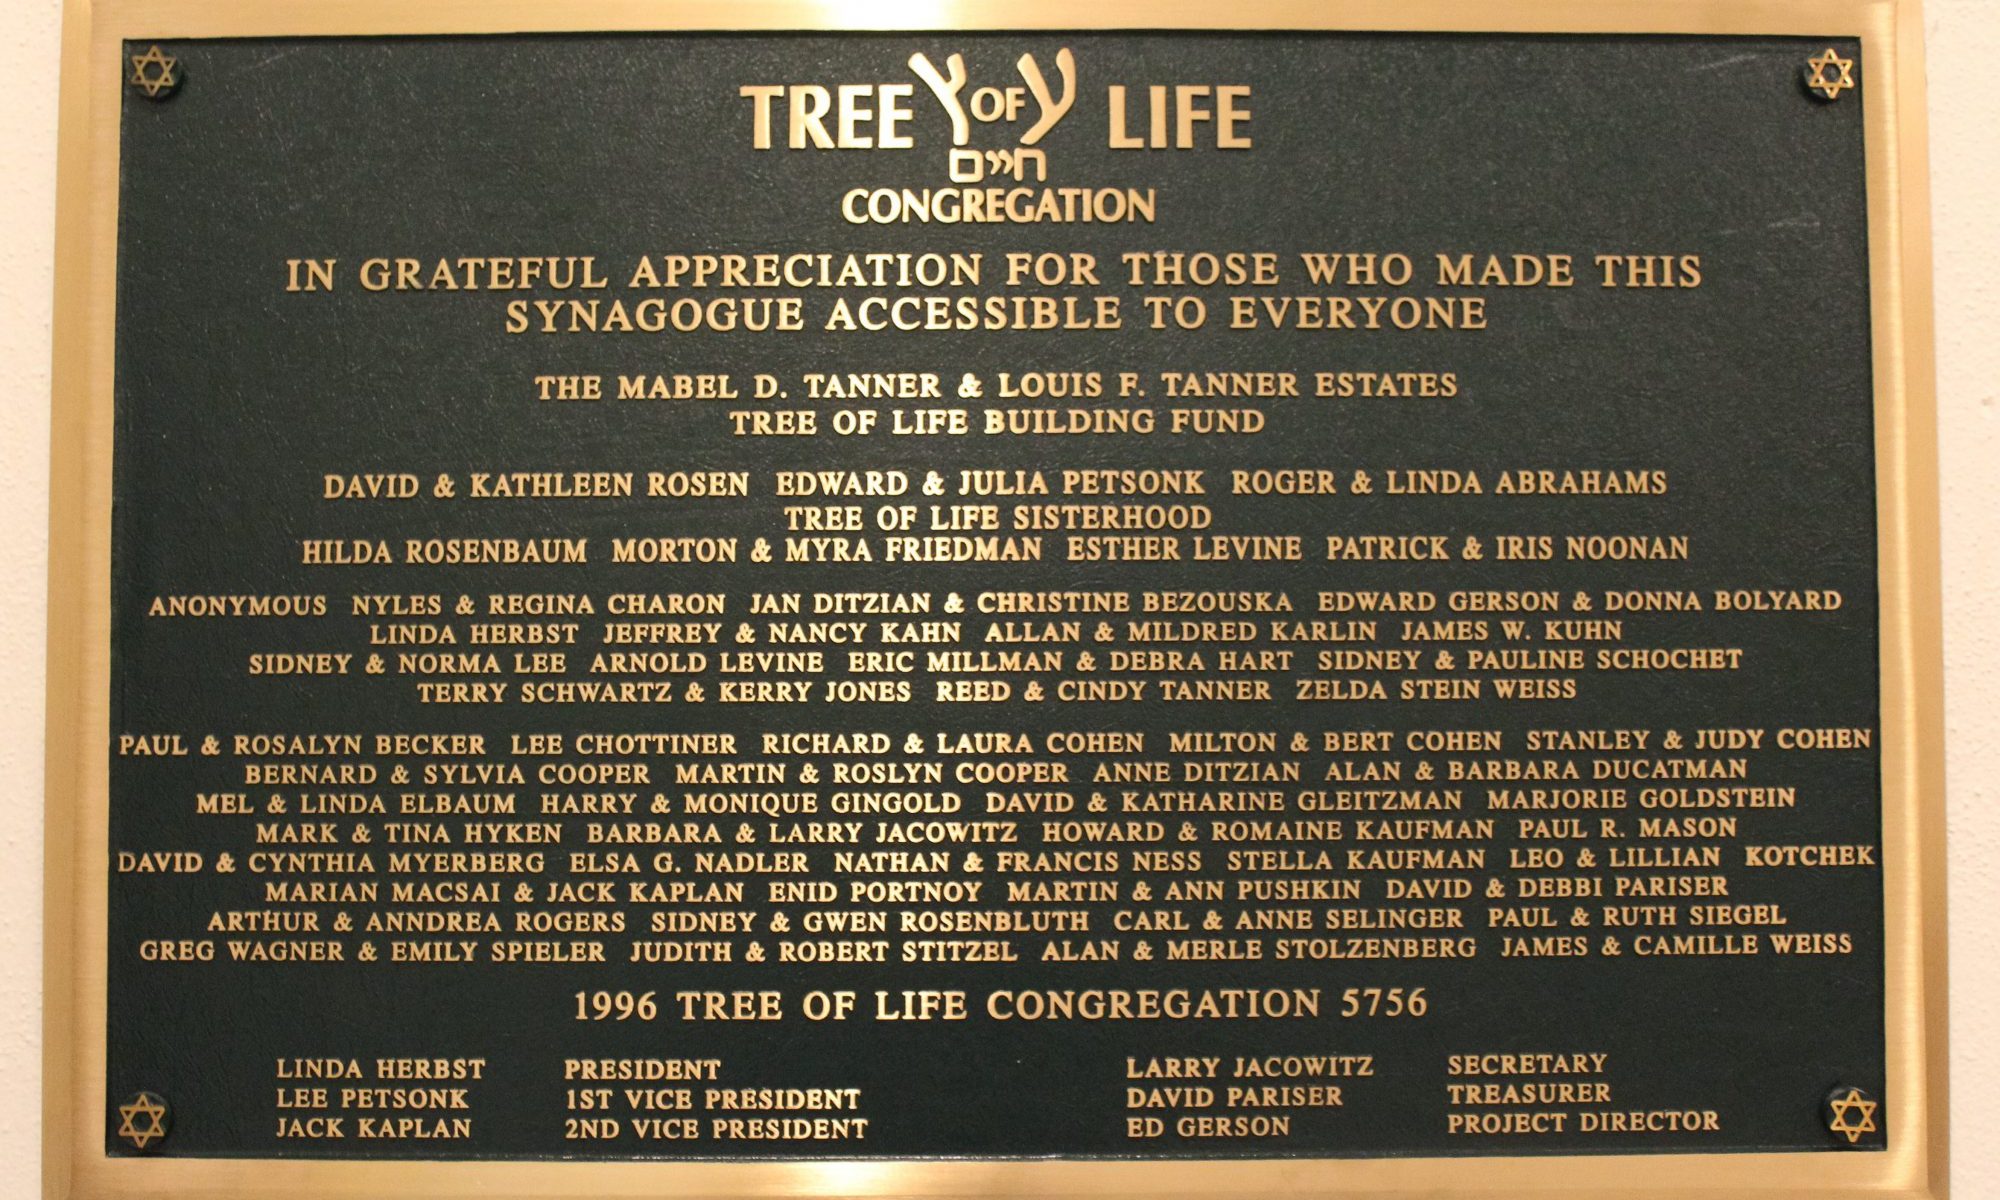 TREE עץ OF LIFE
חיים
CONGREGATION
IN GRATEFUL APPRECIATION FOR THOSE WHO MADE THIS
SYNAGOGUE ACCESSIBLE TO EVERYONE
THE MABEL D. TANNER & LOUIS F. TANNER ESTATES
TREE OF LIFE BUILDING FUND
DAVID & KATHLEEN ROSEN EDWARD & JULIA PETSONK ROGER & LINDA ABRAHAMS
TREE OF LIFE SISTERHOOD
HILDA ROSENBAUM MORTON & MYRA FRIEDMAN ESTHER LEVINE PATRICK & IRIS NOONAN
ANONYMOUS NYLES & REGINA CHARON JAN DITZIAN & CHRISTINE BEZOUSKA EDWARD GERSON & DONNA BOLYARD
LINDA HERBST JEFFREY & NANCY KAHN ALLAN & MILDRED KARLIN JAMES W. KUHN
SIDNEY & NORMA LEE ARNOLD LEVINE ERIC MILLMAN & DEBRA HART SIDNEY & PAULINE SCHOCHET
TERRY SCHWARTZ & KERRY JONES REED & CINDY TANNER ZELDA STEIN WEISS
PAUL & ROSALYN BECKER LEE CHOTTINER RICHARD & LAURA COHEN MILTON & BERT COHEN STANLEY & JUDY COHEN
BERNARD & SYLVIA COOPER MARTIN & ROSLYN COOPER ANNE DITZIAN ALAN & BARBARA DUCATMAN
MEL & LINDA ELBAUM HARRY & MONIQUE GINGOLD DAVID & KATHARINE GLEITZMAN MARJORIE GOLDSTEIN
MARK & TINA HYKEN BARBARA & LARRY JACOWITZ HOWARD & ROMAINE KAUFMAN PAUL R. MASON
DAVID & CYNTHIA MYERBERG ELSA G. NADLER NATHAN & FRANCIS NESS STELLA KAUFMAN LEO & LILLIAN KOTCHEK
MARIAN MACSAI & JACK KAPLAN ENID PORTNOY MARTIN & ANN PUSHKIN DAVID & DEBBI PARISER
ARTHUR & ANNDREA ROGERS SIDNEY & GWEN ROSENBLUTH CARL & ANNE SELINGER PAUL & RUTH SIEGEL
GREG WAGNER & EMILY SPIELER JUDITH & ROBERT STITZEL ALAN & MERLE STOLZENBERG JAMES & CAMILLE WEISS
1996 TREE OF LIFE CONGREGATION 5756
LINDA HERBST PRESIDENT LARRY JACOWITZ SECRETARY
LEE PETSONK 1ST VICE PRESIDENT DAVID PARISER TREASURER
JACK KAPLAN 2ND VICE PRESIDENT ED GERSON PROJECT DIRECTOR